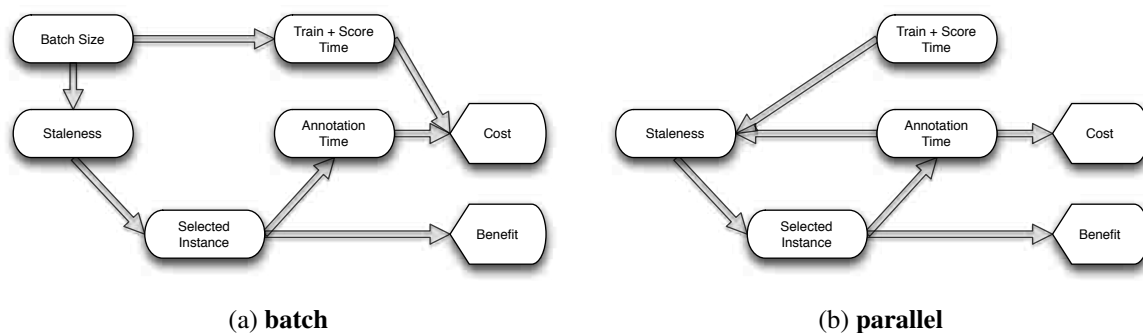 Batch Size
Train + Score
Time
Staleness
Annotation
Time
Cost
Selected
Instance
Benefit
(a) batch
Train + Score
Time
Staleness
Annotation
Time
Cost
Selected
Instance
Benefit
(b) parallel